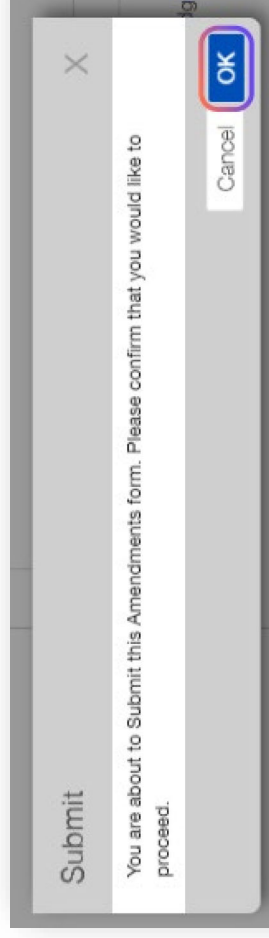 Submit
X
You are about to Submit this Amendments form. Please confirm that you would like to
proceed.
Cancel
OK